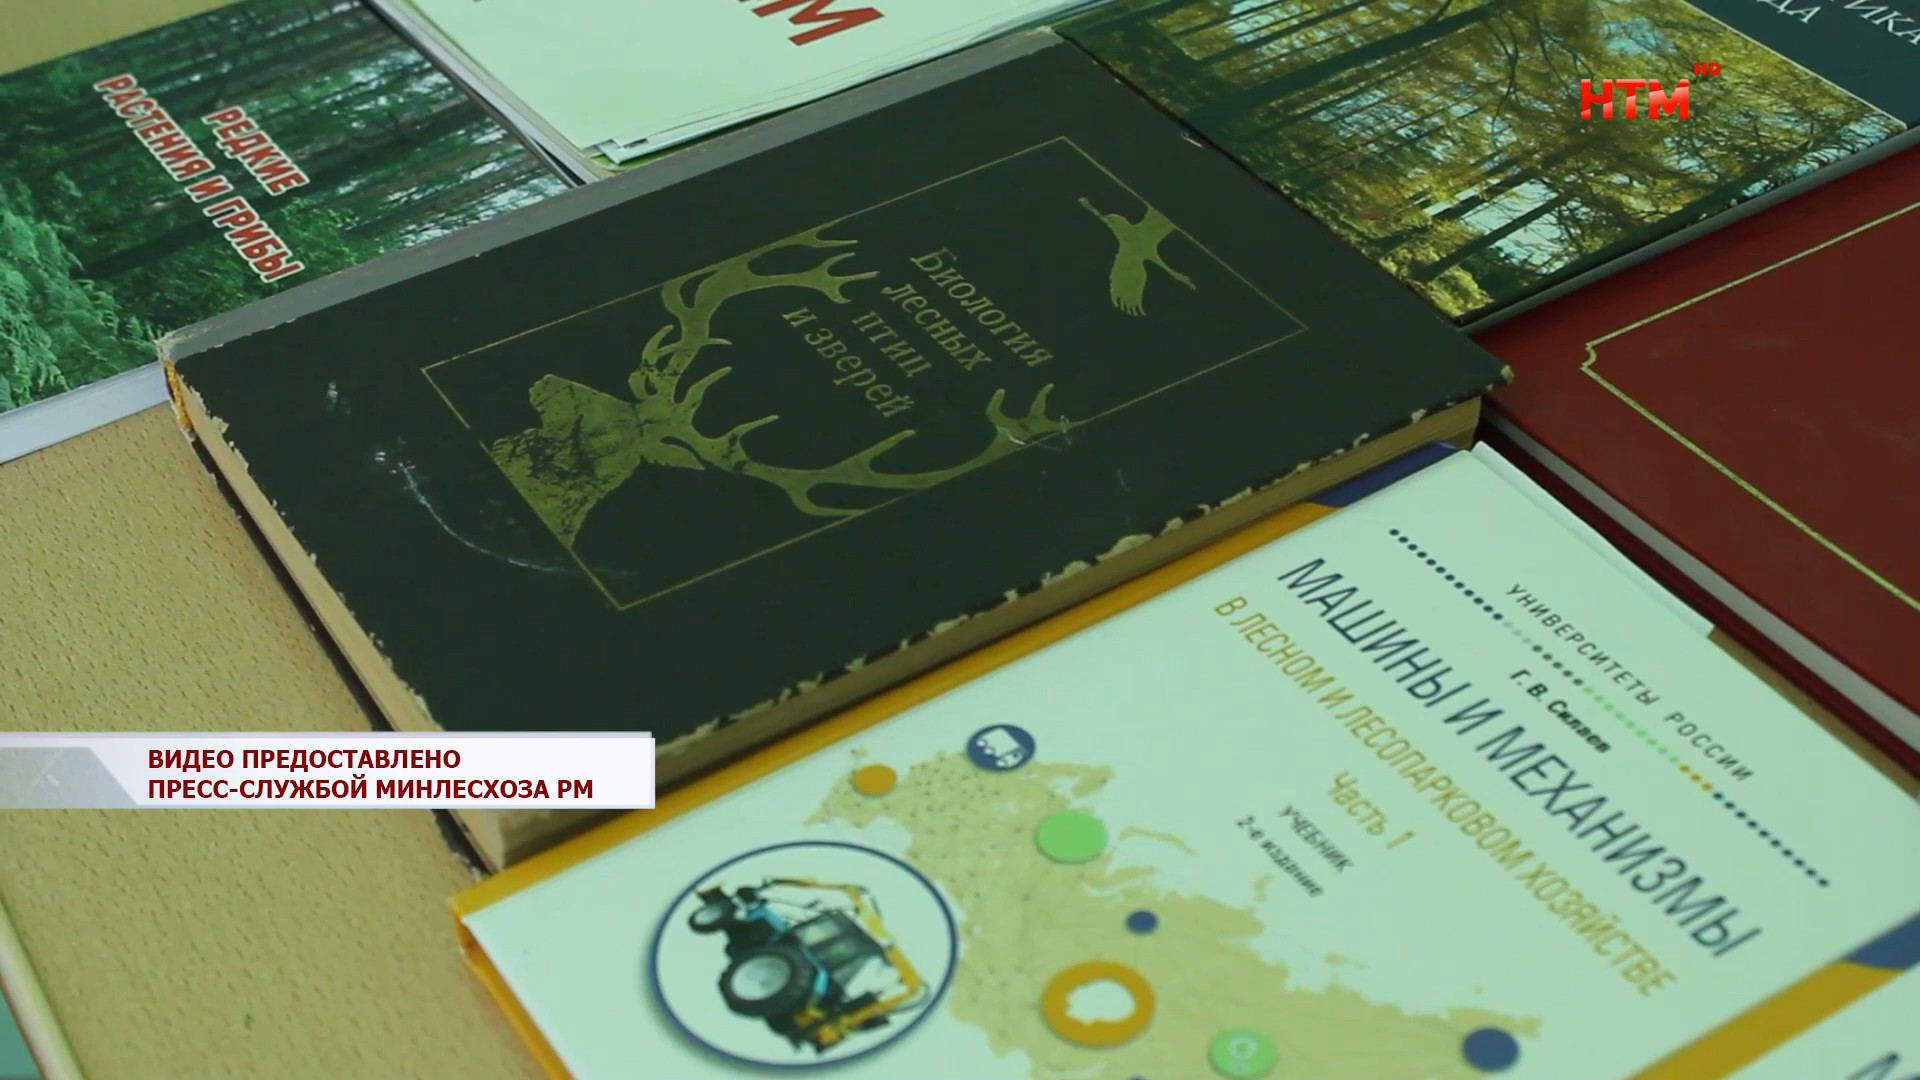 РЕДКИЕ
РАСТЕНИЯ И ГРИБЫ
НТМ HD
Биология
лесных
птиц
и зверей
УНИВЕРСИТЕТЫ РОССИИ
Г. В. Силаев
МАШИНЫ И МЕХАНИЗМЫ
В ЛЕСНОМ И ЛЕСОПАРКОВОМ ХОЗЯЙСТВЕ
Часть 1
УЧЕБНИК
2-е издание
ВИДЕО ПРЕДОСТАВЛЕНО
ПРЕСС-СЛУЖБОЙ МИНЛЕСХОЗА РМ